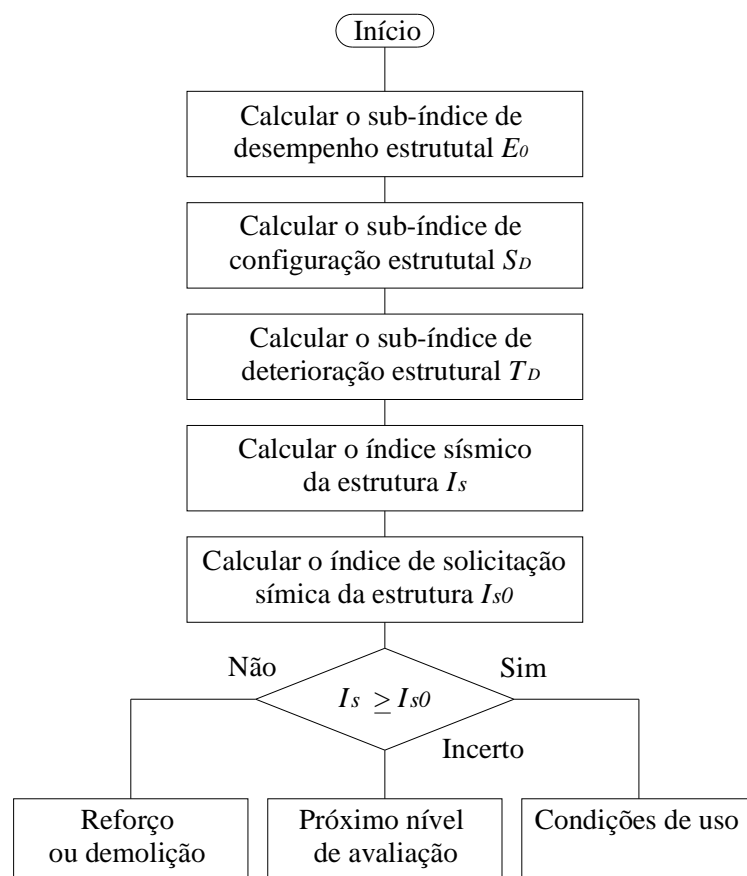 Início
Calcular o sub-índice de
desempenho estrututal E0
Calcular o sub-índice de
configuração estrututal SD
Calcular o sub-índice de
deterioração estrutural TD
Calcular o índice sísmico
da estrutura Is
Calcular o índice de solicitação
símica da estrutura Is0
Não
Sim
Is ≥ Is0
Incerto
Reforço
ou demolição
Próximo nível
de avaliação
Condições de uso